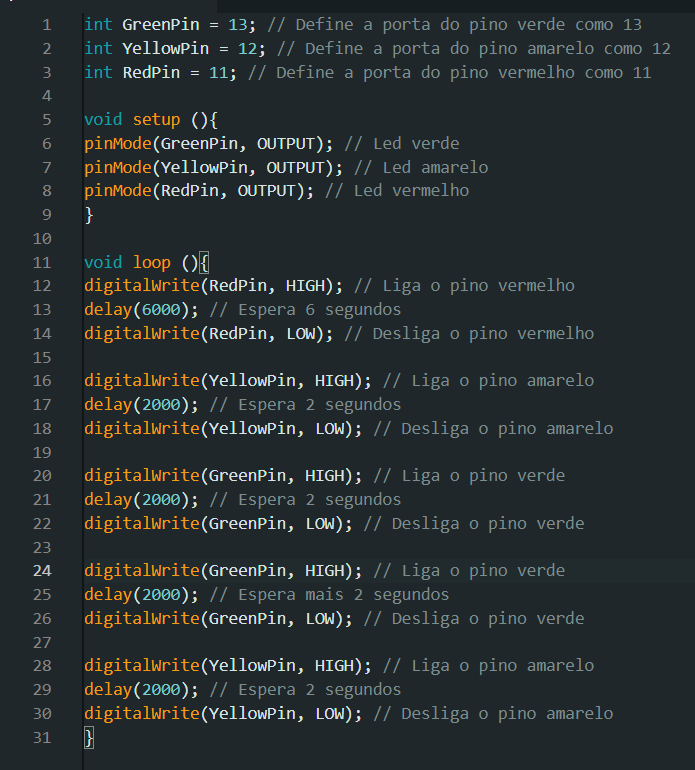 1 int GreenPin = 13; // Define a porta do pino verde como 13
2 int YellowPin = 12; // Define a porta do pino amarelo como 12
3 int RedPin = 11; // Define a porta do pino vermelho como 11
4
5 void setup (){
6 pinMode(GreenPin, OUTPUT); // Led verde
7 pinMode(YellowPin, OUTPUT); // Led amarelo
8 pinMode(RedPin, OUTPUT); // Led vermelho
9 }
10
11 void loop (){
12 digitalWrite(RedPin, HIGH); // Liga o pino vermelho
13 delay(6000); // Espera 6 segundos
14 digitalWrite(RedPin, LOW); // Desliga o pino vermelho
15
16 digitalWrite(YellowPin, HIGH); // Liga o pino amarelo
17 delay(2000); // Espera 2 segundos
18 digitalWrite(YellowPin, LOW); // Desliga o pino amarelo
19
20 digitalWrite(GreenPin, HIGH); // Liga o pino verde
21 delay(2000); // Espera 2 segundos
22 digitalWrite(GreenPin, LOW); // Desliga o pino verde
23
24 digitalWrite(GreenPin, HIGH); // Liga o pino verde
25 delay(2000); // Espera mais 2 segundos
26 digitalWrite(GreenPin, LOW); // Desliga o pino verde
27
28 digitalWrite(YellowPin, HIGH); // Liga o pino amarelo
29 delay(2000); // Espera 2 segundos
30 digitalWrite(YellowPin, LOW); // Desliga o pino amarelo
31 }